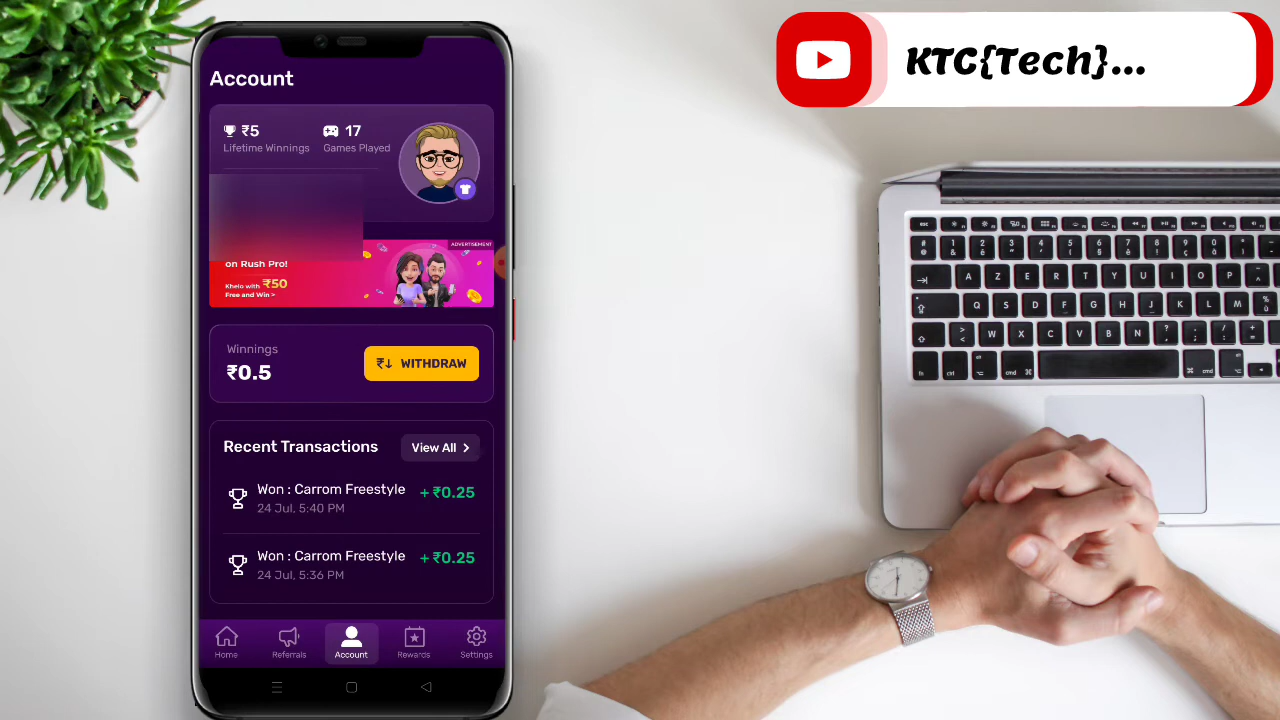 KTC{Tech}...
Account
₹5
Lifetime Winnings
17
Games Played
ADVERTISEMENT
on Rush Pro!
Khelo with ₹50
Free and Win >
Winnings
₹0.5
₹↓ WITHDRAW
Recent Transactions
View All >
Won : Carrom Freestyle
+ ₹0.25
24 Jul, 5:40 PM
Won : Carrom Freestyle
+ ₹0.25
24 Jul, 5:36 PM
Home
Referrals
Account
Rewards
Settings